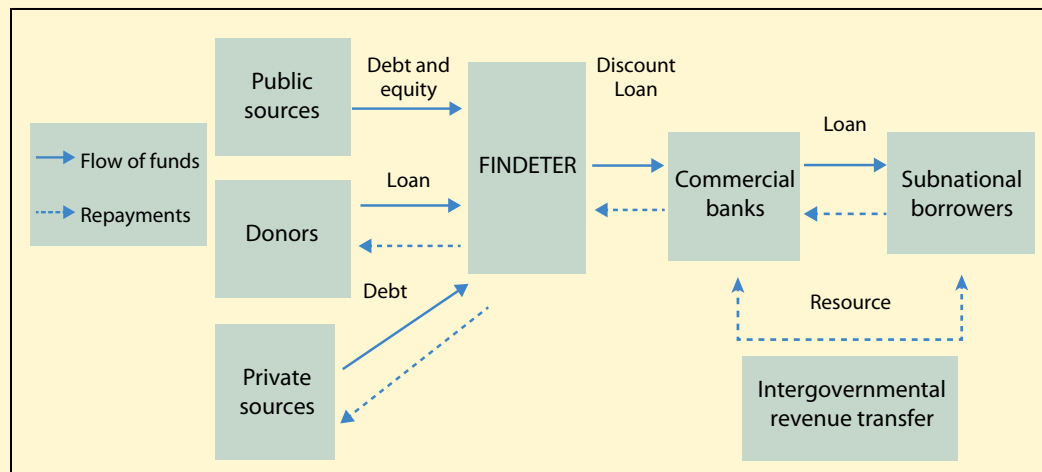 Public
sources
Debt and
equity
Discount
Loan
Flow of funds
Repayments
Loan
FINDETER
Donors
Commercial
banks
Loan
Subnational
borrowers
Debt
Resource
Private
sources
Intergovernmental
revenue transfer